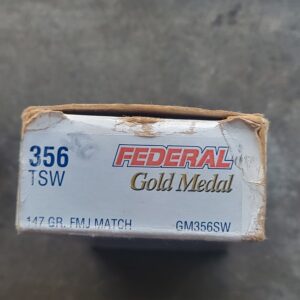 356
TSW
FEDERAL
Gold Medal
147 GR. FMJ MATCH
GM356SW